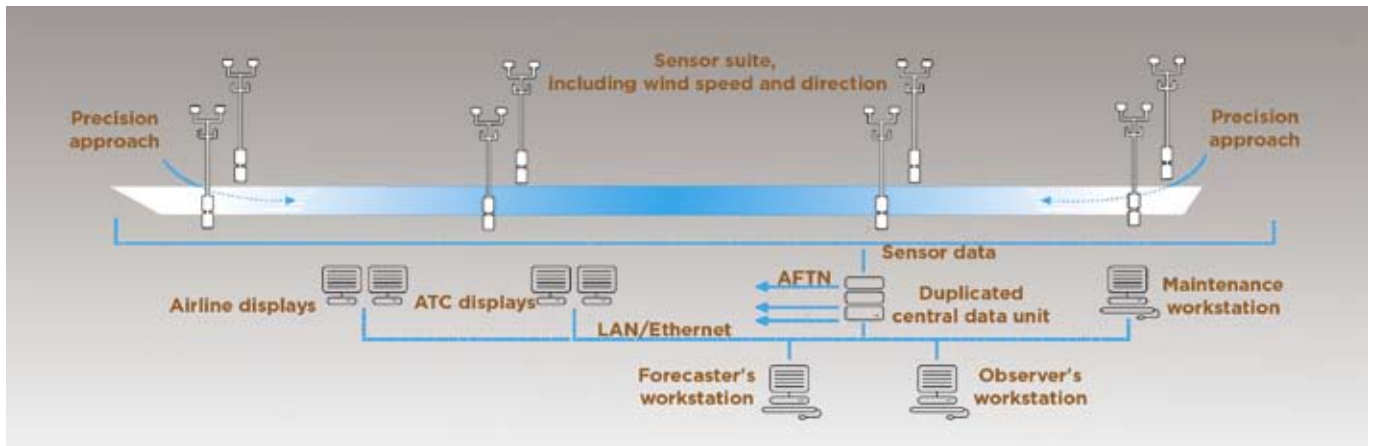 Sensor suite,
including wind speed and direction
Precision
approach
Precision
approach
Sensor data
AFTN
Airline displays
ATC displays
Duplicated
central data unit
Maintenance
workstation
LAN/Ethernet
Forecaster's
workstation
Observer's
workstation